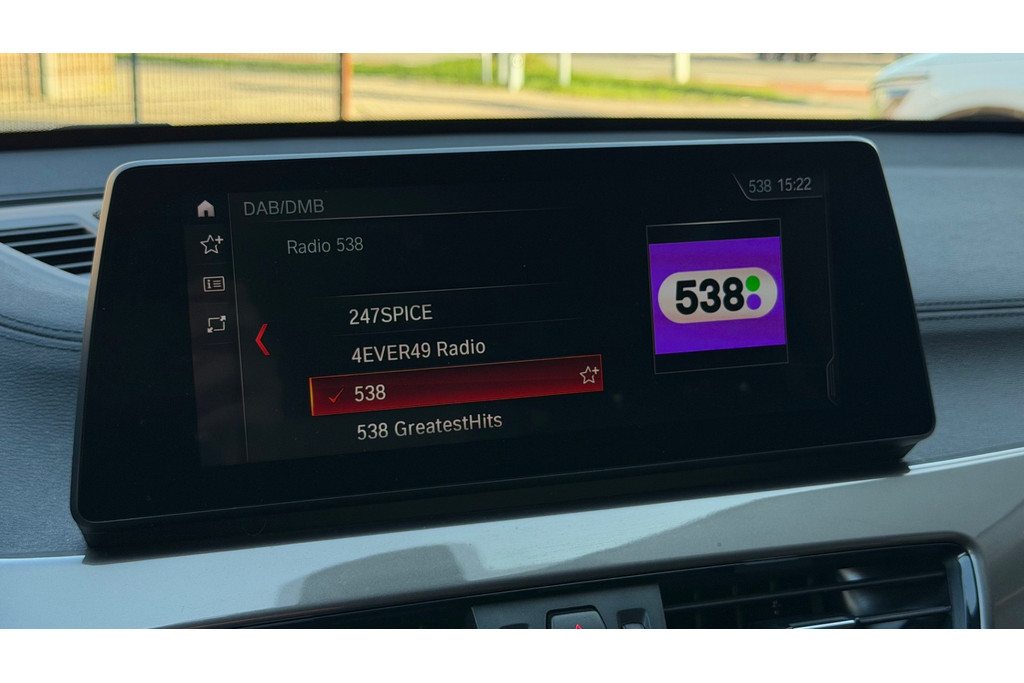 538 15:22
DAB/DMB
Radio 538
538
247SPICE
4EVER49 Radio
538
538 GreatestHits